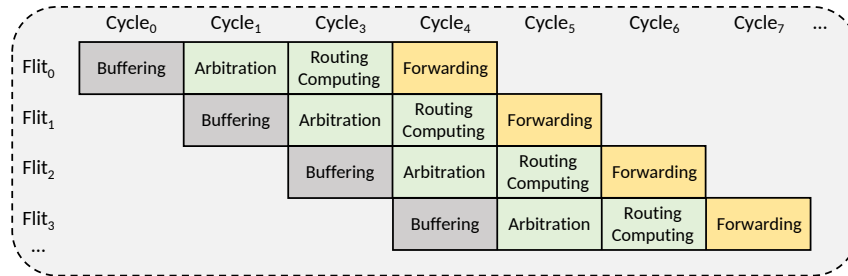 Cycle₀ Cycle₁ Cycle₃ Cycle₄ Cycle₅ Cycle₆ Cycle₇ ...
Flit₀ Buffering Arbitration Routing Computing Forwarding
Flit₁ Buffering Arbitration Routing Computing Forwarding
Flit₂ Buffering Arbitration Routing Computing Forwarding
Flit₃ Buffering Arbitration Routing Computing Forwarding
...